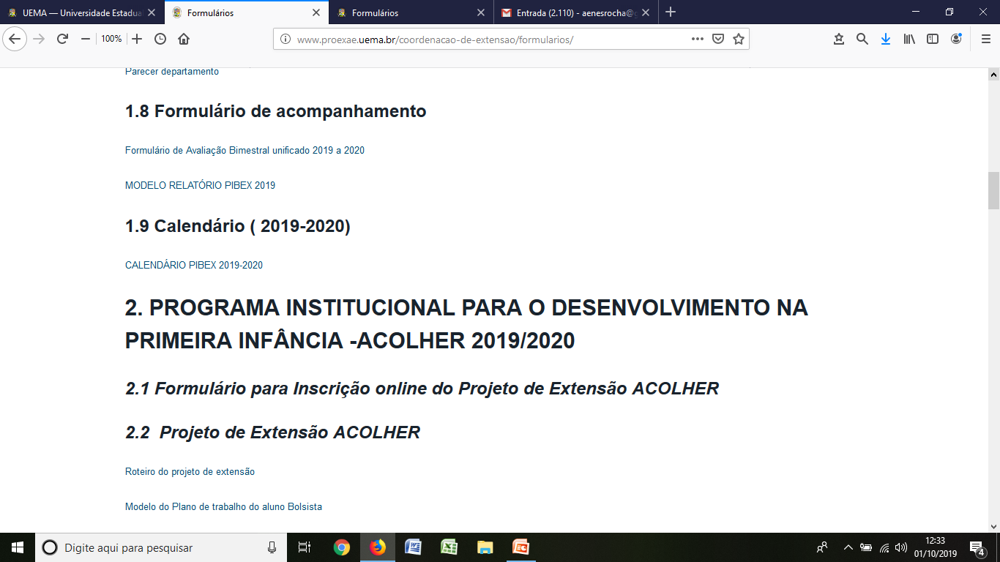 UEMA — Universidade Estadua
Formulários
Formulários
Entrada (2.110) - aenesrocha@g
100%
www.proexae.uema.br/coordenacao-de-extensao/formularios/
Parecer departamento
1.8 Formulário de acompanhamento
Formulário de Avaliação Bimestral unificado 2019 a 2020
MODELO RELATÓRIO PIBEX 2019
1.9 Calendário ( 2019-2020)
CALENDÁRIO PIBEX 2019-2020
2. PROGRAMA INSTITUCIONAL PARA O DESENVOLVIMENTO NA
PRIMEIRA INFÂNCIA -ACOLHER 2019/2020
2.1 Formulário para Inscrição online do Projeto de Extensão ACOLHER
2.2 Projeto de Extensão ACOLHER
Roteiro do projeto de extensão
Modelo do Plano de trabalho do aluno Bolsista
Digite aqui para pesquisar
12:33
01/10/2019
4